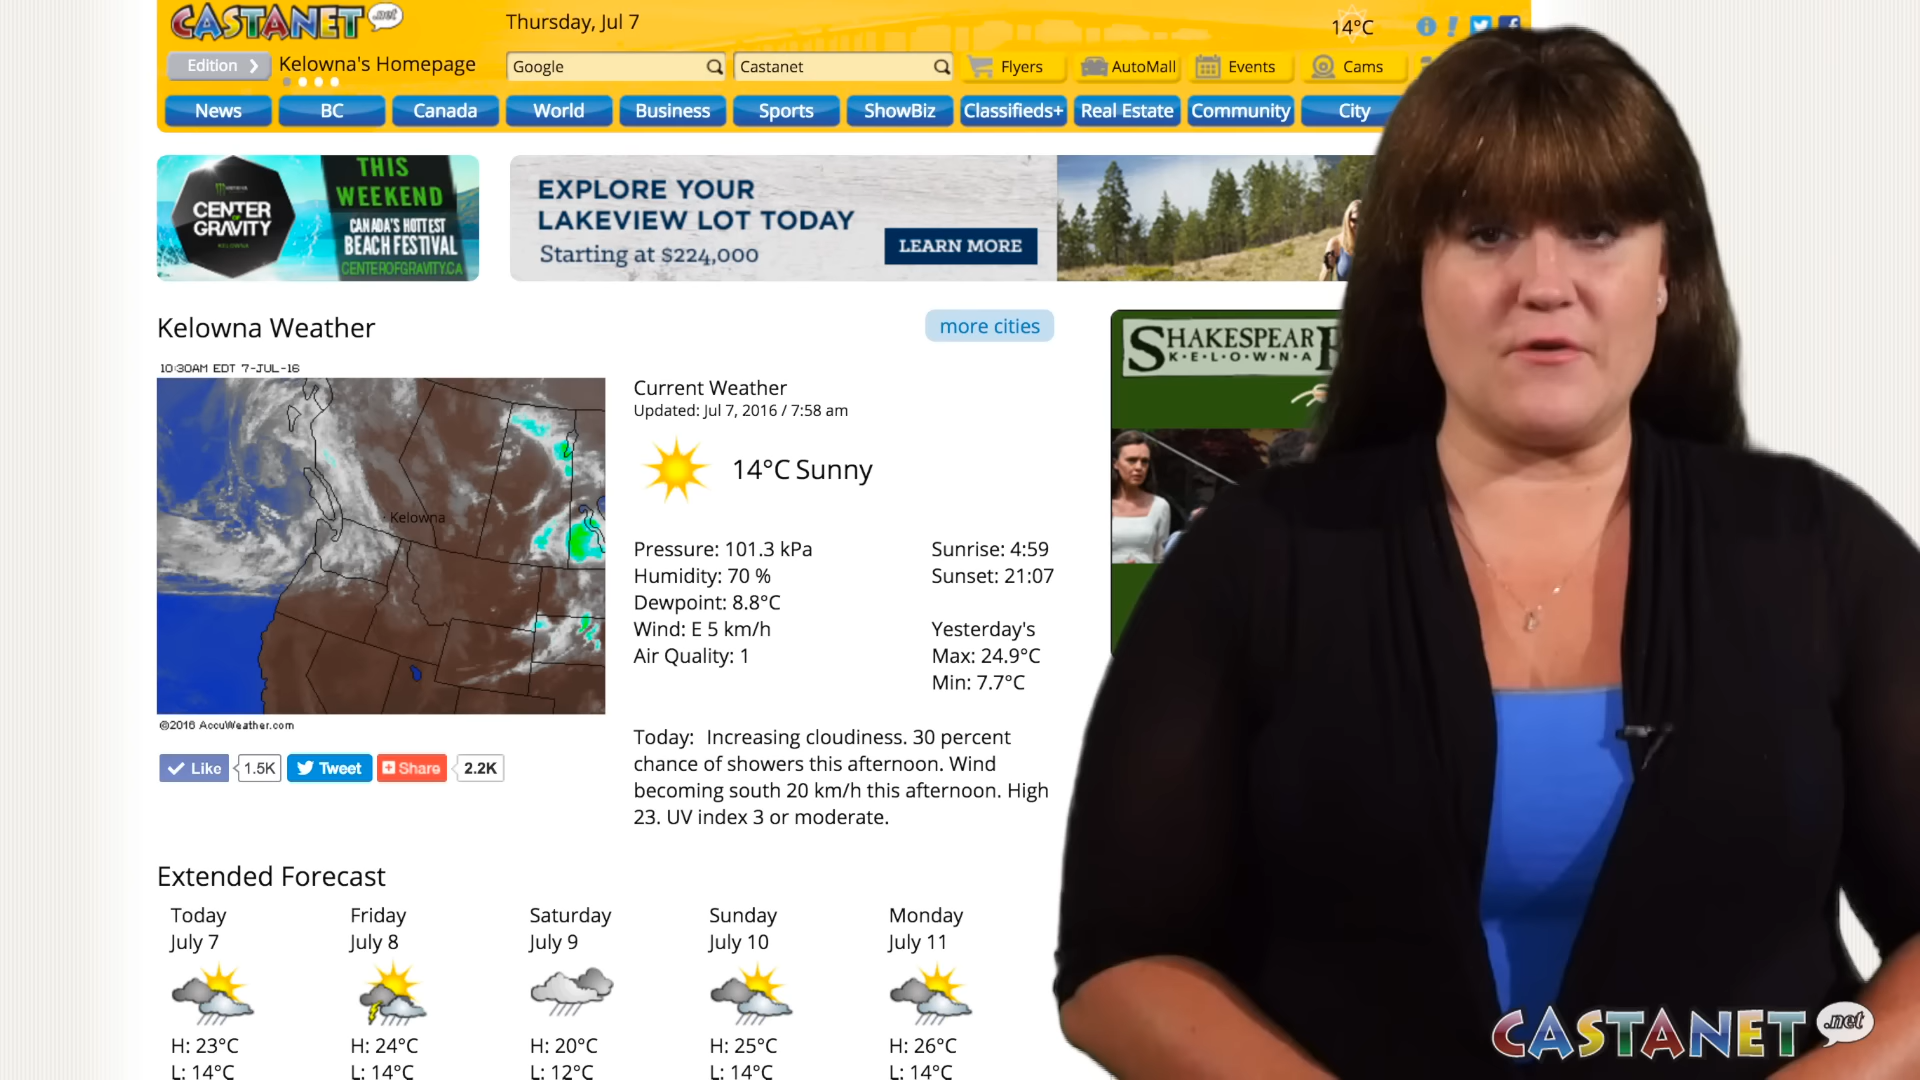 CASTANET .net
Thursday, Jul 7
14°C
Edition
Kelowna's Homepage
Google
Castanet
Flyers
AutoMall
Events
Cams
News
BC
Canada
World
Business
Sports
ShowBiz
Classifieds+
Real Estate
Community
City
CENTER
OF
GRAVITY
KELOWNA
THIS
WEEKEND
CANADA'S HOTTEST
BEACH FESTIVAL
CENTEROFGRAVITY.CA
EXPLORE YOUR
LAKEVIEW LOT TODAY
Starting at $224,000
LEARN MORE
Kelowna Weather
more cities
10:30AM EDT 7-JUL-16
Kelowna
©2016 AccuWeather.com
Like
1.5K
Tweet
Share
2.2K
Current Weather
Updated: Jul 7, 2016 / 7:58 am
14°C Sunny
Pressure: 101.3 kPa
Humidity: 70 %
Dewpoint: 8.8°C
Wind: E 5 km/h
Air Quality: 1
Sunrise: 4:59
Sunset: 21:07
Yesterday's
Max: 24.9°C
Min: 7.7°C
Today: Increasing cloudiness. 30 percent
chance of showers this afternoon. Wind
becoming south 20 km/h this afternoon. High
23. UV index 3 or moderate.
SHAKESPEAR
K·E·L·O·W·N·A
Extended Forecast
Today
July 7
H: 23°C
L: 14°C
Friday
July 8
H: 24°C
L: 14°C
Saturday
July 9
H: 20°C
L: 12°C
Sunday
July 10
H: 25°C
L: 14°C
Monday
July 11
H: 26°C
L: 14°C
CASTANET .net